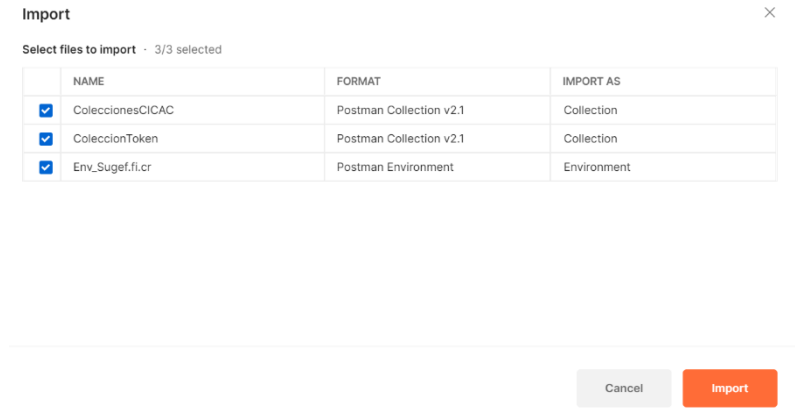 Import
Select files to import · 3/3 selected
NAME FORMAT IMPORT AS
ColeccionesCICAC Postman Collection v2.1 Collection
ColeccionToken Postman Collection v2.1 Collection
Env_Sugef.fi.cr Postman Environment Environment
Cancel Import